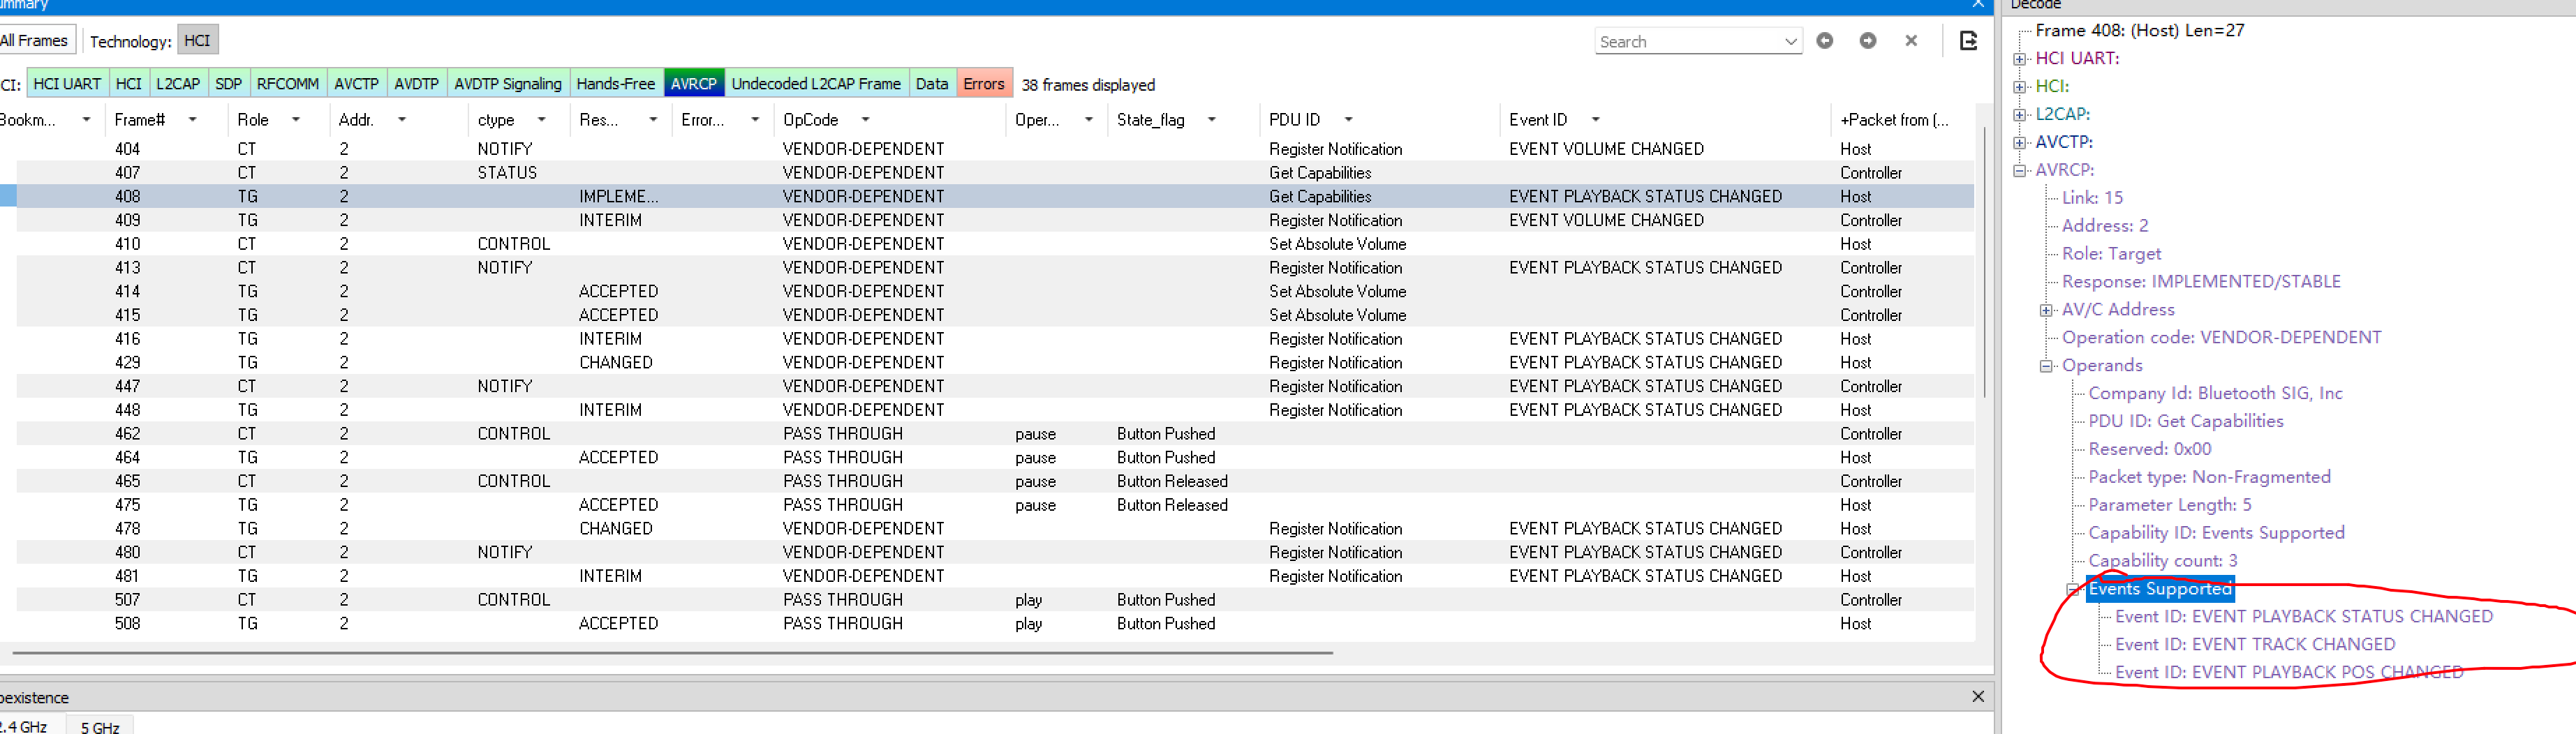 ummary
Decode
All Frames Technology: HCI Search
CI: HCI UART HCI L2CAP SDP RFCOMM AVCTP AVDTP AVDTP Signaling Hands-Free AVRCP Undecoded L2CAP Frame Data Errors 38 frames displayed
Bookm... Frame# Role Addr. ctype Res... Error... OpCode Oper... State_flag PDU ID Event ID +Packet from (...
404 CT 2 NOTIFY VENDOR-DEPENDENT Register Notification EVENT VOLUME CHANGED Host
407 CT 2 STATUS VENDOR-DEPENDENT Get Capabilities Controller
408 TG 2 IMPLEME... VENDOR-DEPENDENT Get Capabilities EVENT PLAYBACK STATUS CHANGED Host
409 TG 2 INTERIM VENDOR-DEPENDENT Register Notification EVENT VOLUME CHANGED Controller
410 CT 2 CONTROL VENDOR-DEPENDENT Set Absolute Volume Host
413 CT 2 NOTIFY VENDOR-DEPENDENT Register Notification EVENT PLAYBACK STATUS CHANGED Controller
414 TG 2 ACCEPTED VENDOR-DEPENDENT Set Absolute Volume Controller
415 TG 2 ACCEPTED VENDOR-DEPENDENT Set Absolute Volume Controller
416 TG 2 INTERIM VENDOR-DEPENDENT Register Notification EVENT PLAYBACK STATUS CHANGED Host
429 TG 2 CHANGED VENDOR-DEPENDENT Register Notification EVENT PLAYBACK STATUS CHANGED Host
447 CT 2 NOTIFY VENDOR-DEPENDENT Register Notification EVENT PLAYBACK STATUS CHANGED Controller
448 TG 2 INTERIM VENDOR-DEPENDENT Register Notification EVENT PLAYBACK STATUS CHANGED Host
462 CT 2 CONTROL PASS THROUGH pause Button Pushed Controller
464 TG 2 ACCEPTED PASS THROUGH pause Button Pushed Host
465 CT 2 CONTROL PASS THROUGH pause Button Released Controller
475 TG 2 ACCEPTED PASS THROUGH pause Button Released Host
478 TG 2 CHANGED VENDOR-DEPENDENT Register Notification EVENT PLAYBACK STATUS CHANGED Host
480 CT 2 NOTIFY VENDOR-DEPENDENT Register Notification EVENT PLAYBACK STATUS CHANGED Controller
481 TG 2 INTERIM VENDOR-DEPENDENT Register Notification EVENT PLAYBACK STATUS CHANGED Host
507 CT 2 CONTROL PASS THROUGH play Button Pushed Controller
508 TG 2 ACCEPTED PASS THROUGH play Button Pushed Host
oexistence
2.4 GHz 5 GHz
Frame 408: (Host) Len=27
HCI UART:
HCI:
L2CAP:
AVCTP:
AVRCP:
Link: 15
Address: 2
Role: Target
Response: IMPLEMENTED/STABLE
AV/C Address
Operation code: VENDOR-DEPENDENT
Operands
Company Id: Bluetooth SIG, Inc
PDU ID: Get Capabilities
Reserved: 0x00
Packet type: Non-Fragmented
Parameter Length: 5
Capability ID: Events Supported
Capability count: 3
Events Supported
Event ID: EVENT PLAYBACK STATUS CHANGED
Event ID: EVENT TRACK CHANGED
Event ID: EVENT PLAYBACK POS CHANGED